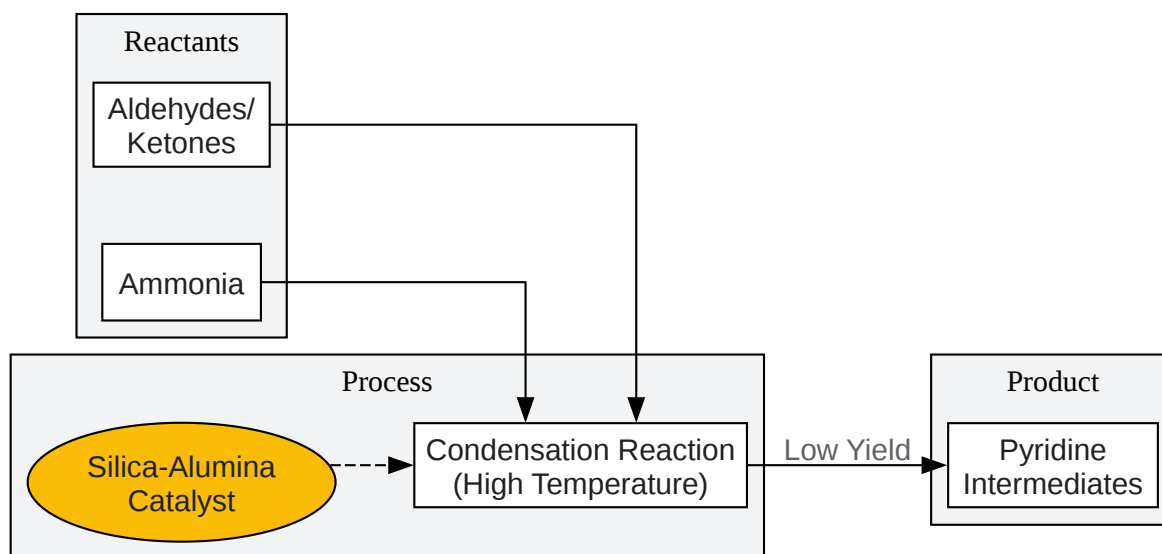 Reactants
Aldehydes/
Ketones
Ammonia
Process
Silica-Alumina
Catalyst
Condensation Reaction
(High Temperature)
Low Yield
Product
Pyridine
Intermediates